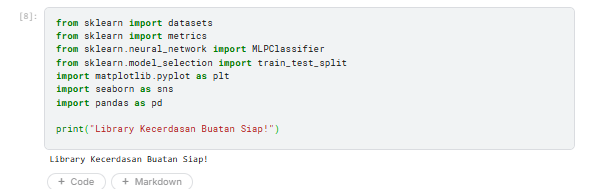 [8]:
from sklearn import datasets
from sklearn import metrics
from sklearn.neural_network import MLPClassifier
from sklearn.model_selection import train_test_split
import matplotlib.pyplot as plt
import seaborn as sns
import pandas as pd
print("Library Kecerdasan Buatan Siap!")
Library Kecerdasan Buatan Siap!
+ Code + Markdown